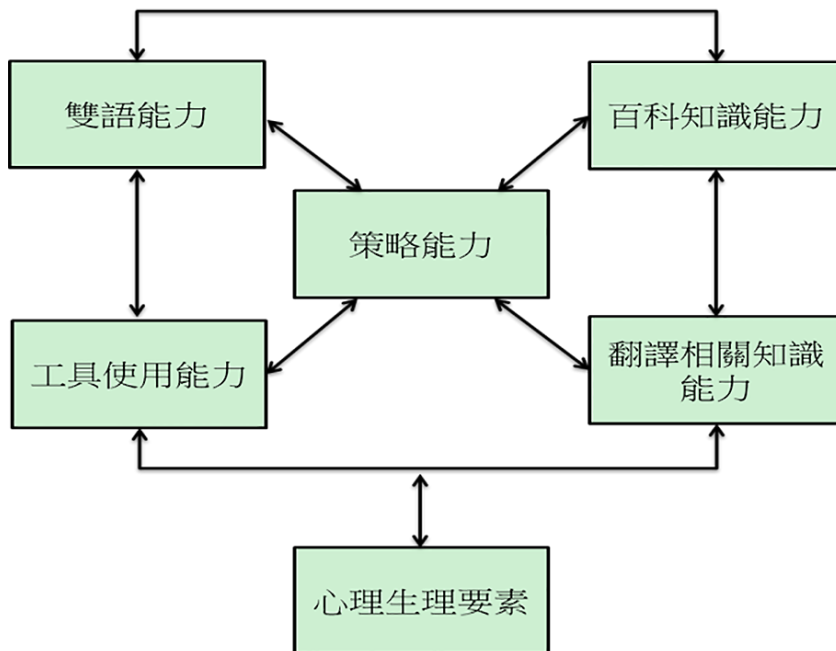 雙語能力
百科知識能力
策略能力
工具使用能力
翻譯相關知識
能力
心理生理要素